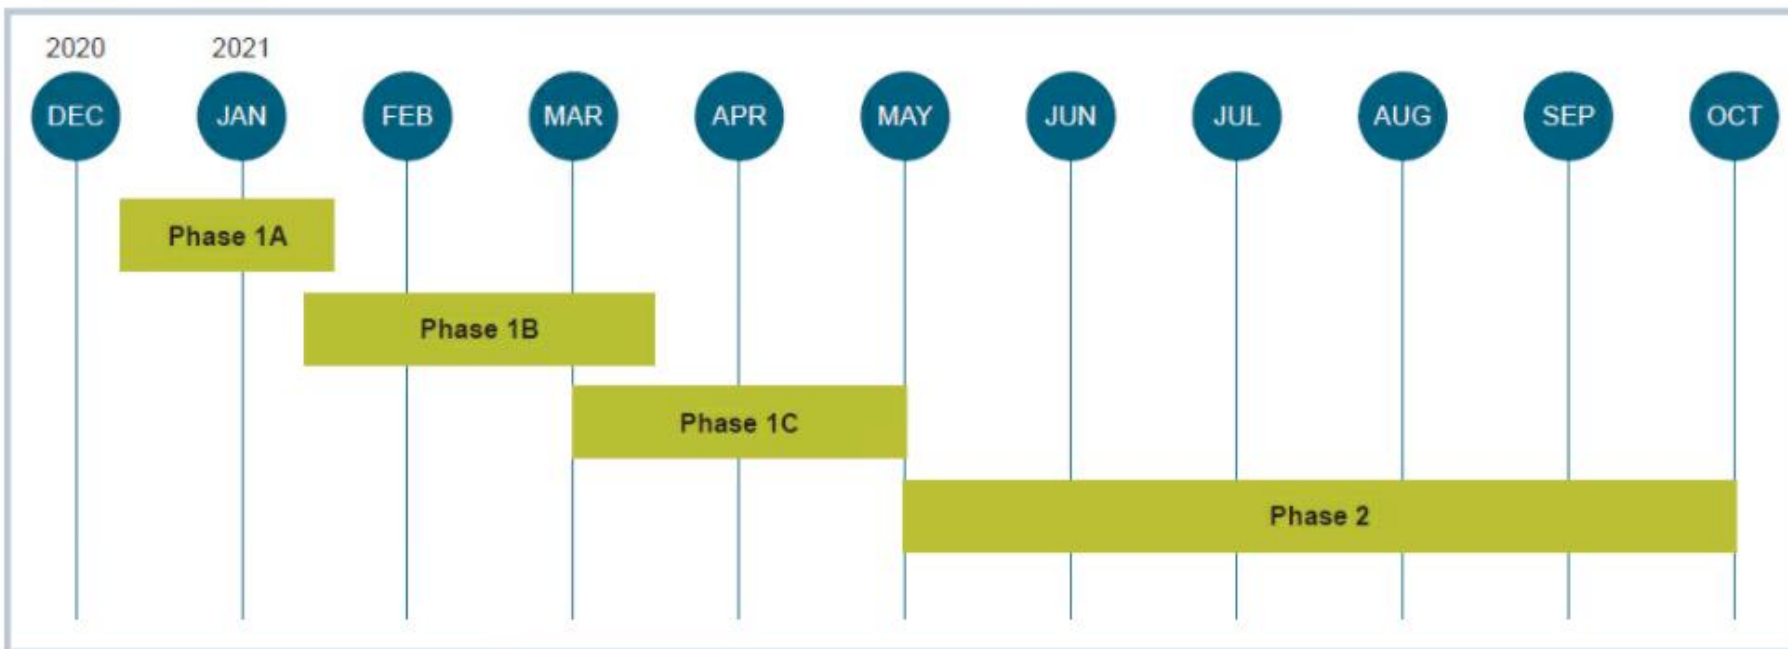 2020 2021
DEC JAN FEB MAR APR MAY JUN JUL AUG SEP OCT
Phase 1A
Phase 1B
Phase 1C
Phase 2